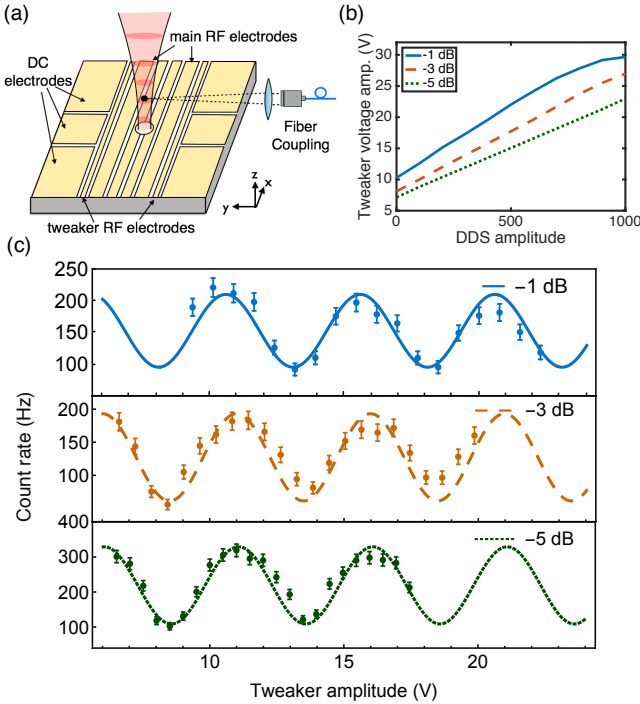 (a)
main RF electrodes
DC
electrodes
Fiber
Coupling
z
x
y
tweaker RF electrodes
(b)
Tweaker voltage amp. (V)
30
25
20
15
10
5
-1 dB
-3 dB
-5 dB
0
500
1000
DDS amplitude
(c)
Count rate (Hz)
250
200
150
100
−1 dB
200
150
100
400
−3 dB
300
200
100
−5 dB
10
15
20
Tweaker amplitude (V)